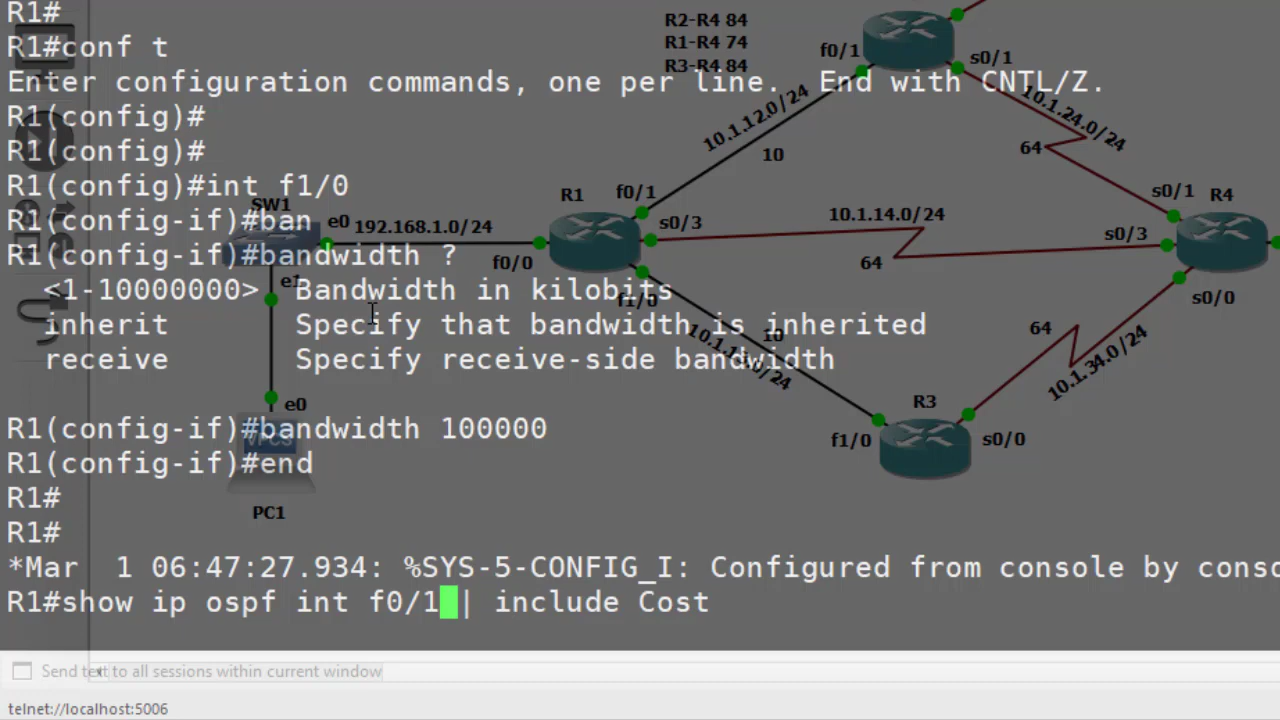 R1#
R1#conf t
Enter configuration commands, one per line.  End with CNTL/Z.
R1(config)#
R1(config)#
R1(config)#int f1/0
R1(config-if)#ban
R1(config-if)#bandwidth ?
<1-10000000>  Bandwidth in kilobits
inherit       Specify that bandwidth is inherited
receive       Specify receive-side bandwidth
R1(config-if)#bandwidth 100000
R1(config-if)#end
R1#
R1#
*Mar  1 06:47:27.934: %SYS-5-CONFIG_I: Configured from console by conso
R1#show ip ospf int f0/1 | include Cost
R2-R4 84
R1-R4 74
R3-R4 84
f0/1
s0/1
10.1.12.0/24
10
10.1.24.0/24
64
s0/1
R4
SW1
e0
192.168.1.0/24
f0/0
R1
f0/1
s0/3
10.1.14.0/24
64
s0/3
s0/0
e1
f1/0
10
64
10.1.34.0/24
e0
VPCS
PC1
R3
f1/0
s0/0
Send text to all sessions within current window
telnet://localhost:5006